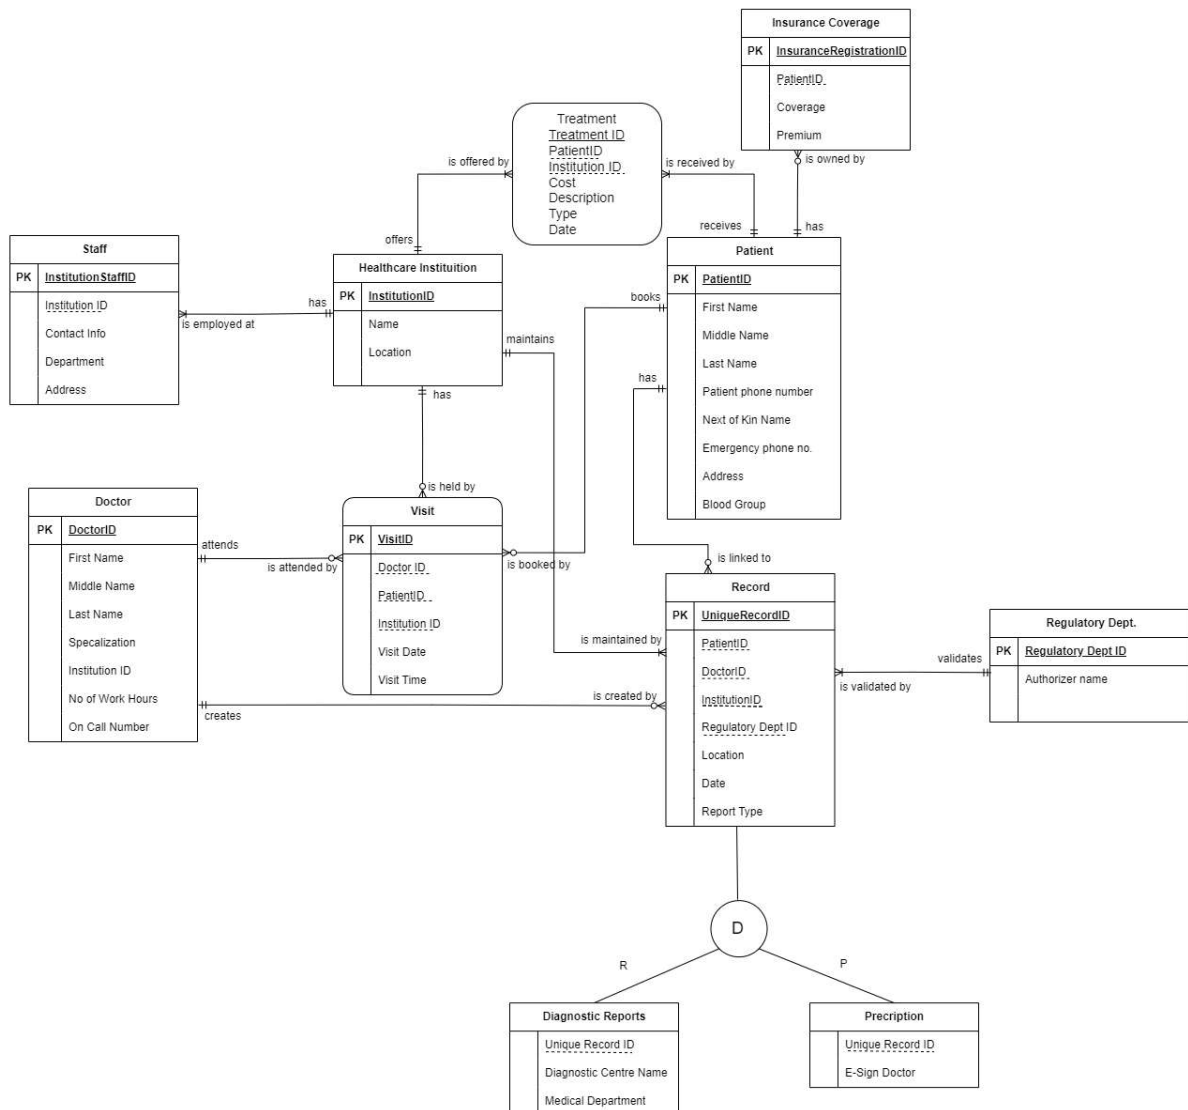 Insurance Coverage
PK InsuranceRegistrationID
PatientID
Coverage
Premium
Treatment
Treatment ID
PatientID
Institution ID
Cost
Description
Type
Date
is offered by
is received by
is owned by
offers
receives
has
Staff
PK InstitutionStaffID
Institution ID
Contact Info
Department
Address
is employed at
has
Healthcare Instituition
PK InstitutionID
Name
Location
maintains
has
Patient
PK PatientID
First Name
Middle Name
Last Name
Patient phone number
Next of Kin Name
Emergency phone no.
Address
Blood Group
books
has
is held by
Doctor
PK DoctorID
First Name
Middle Name
Last Name
Specalization
Institution ID
No of Work Hours
On Call Number
attends
is attended by
creates
Visit
PK VisitID
Doctor ID
PatientID
Institution ID
Visit Date
Visit Time
is booked by
is linked to
is maintained by
is created by
Record
PK UniqueRecordID
PatientID
DoctorID
InstitutionID
Regulatory Dept ID
Location
Date
Report Type
validates
is validated by
Regulatory Dept.
PK Regulatory Dept ID
Authorizer name
D
R
P
Diagnostic Reports
Unique Record ID
Diagnostic Centre Name
Medical Department
Precription
Unique Record ID
E-Sign Doctor